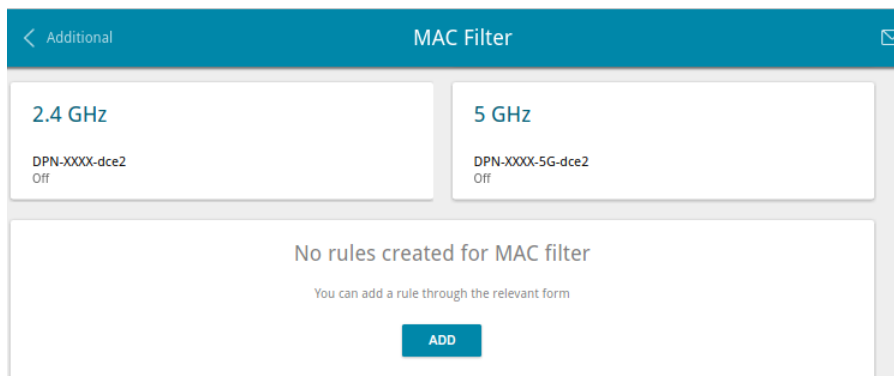 Additional
MAC Filter
2.4 GHz
DPN-XXXX-dce2
Off
5 GHz
DPN-XXXX-5G-dce2
Off
No rules created for MAC filter
You can add a rule through the relevant form
ADD